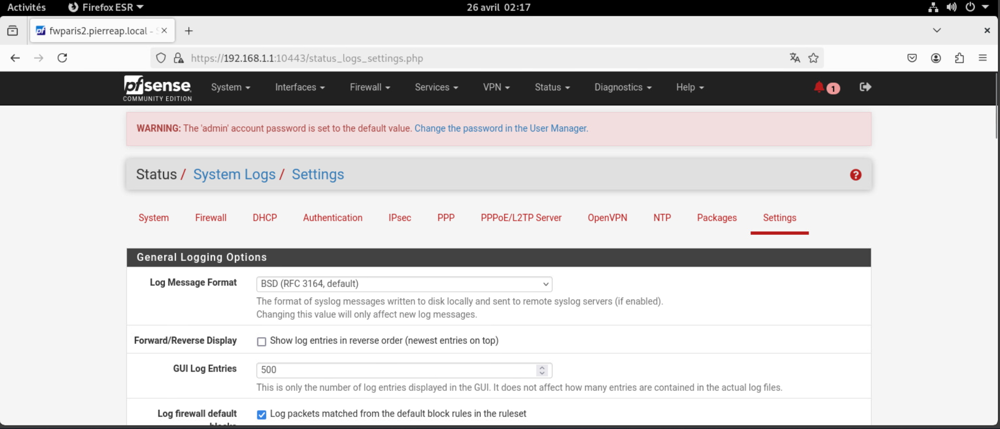 Activités Firefox ESR 26 avril 02:17
fwparis2.pierreap.local -
https://192.168.1.1:10443/status_logs_settings.php
pfsense System Interfaces Firewall Services VPN Status Diagnostics Help 1
COMMUNITY EDITION
WARNING: The 'admin' account password is set to the default value. Change the password in the User Manager.
Status / System Logs / Settings
System Firewall DHCP Authentication IPsec PPP PPPoE/L2TP Server OpenVPN NTP Packages Settings
General Logging Options
Log Message Format BSD (RFC 3164, default)
The format of syslog messages written to disk locally and sent to remote syslog servers (if enabled).
Changing this value will only affect new log messages.
Forward/Reverse Display Show log entries in reverse order (newest entries on top)
GUI Log Entries 500
This is only the number of log entries displayed in the GUI. It does not affect how many entries are contained in the actual log files.
Log firewall default Log packets matched from the default block rules in the ruleset